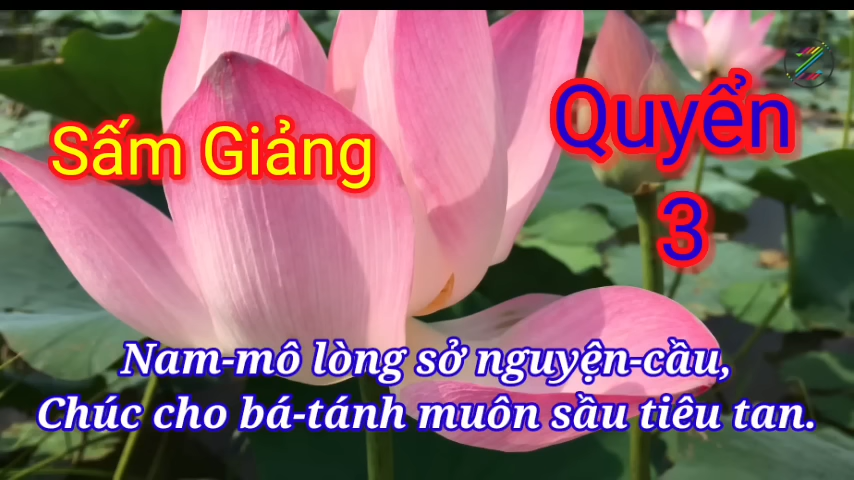 Sấm Giảng
Quyển
3
Nam-mô lòng sở nguyện-cầu,
Chúc cho bá-tánh muôn sầu tiêu tan.